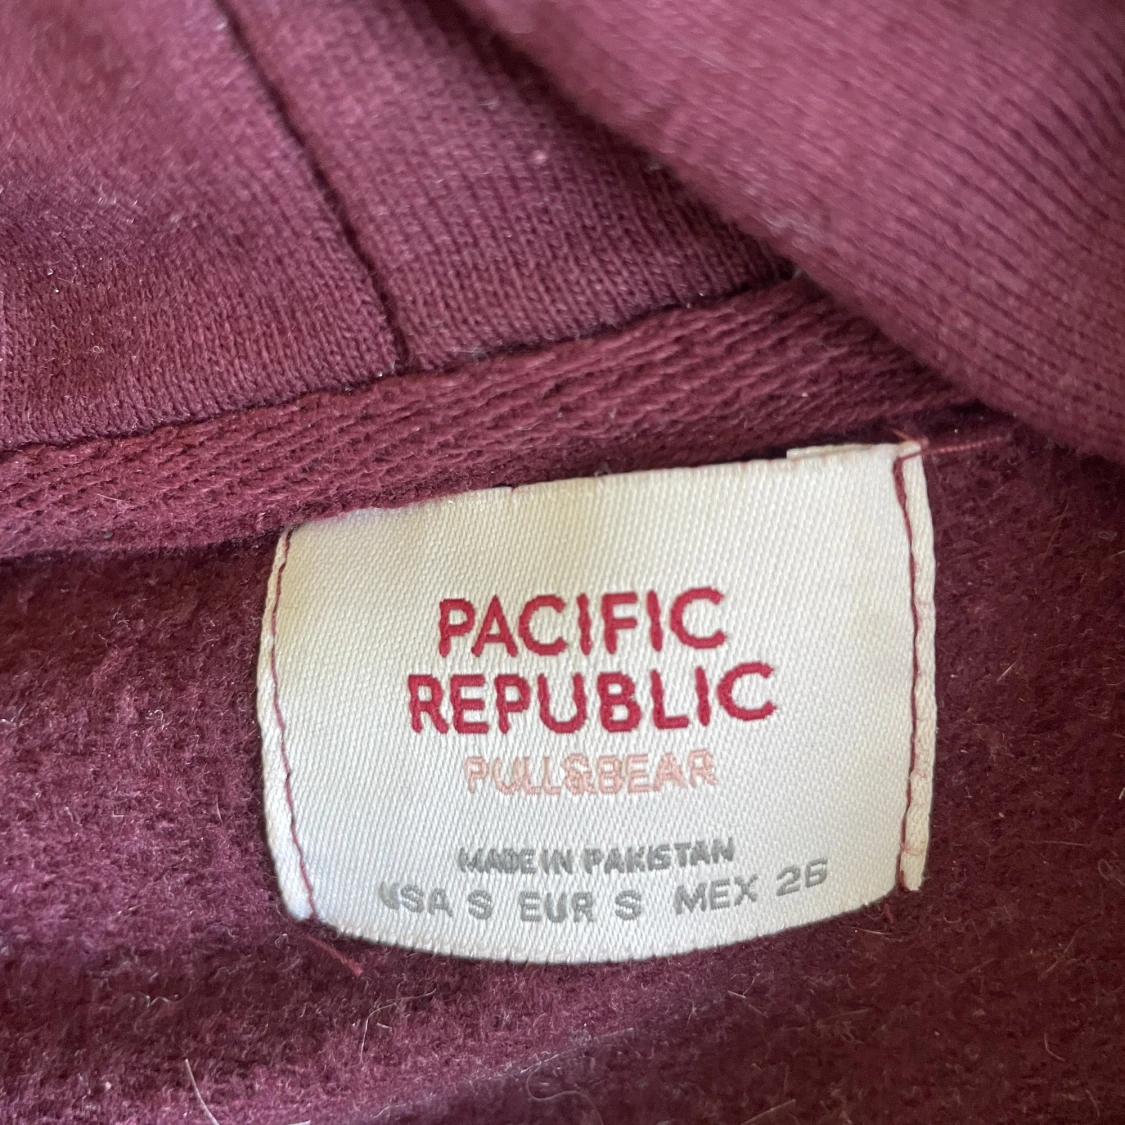 PACIFIC
REPUBLIC
PULL&BEAR
MADE IN PAKISTAN
USA S EUR S MEX 26